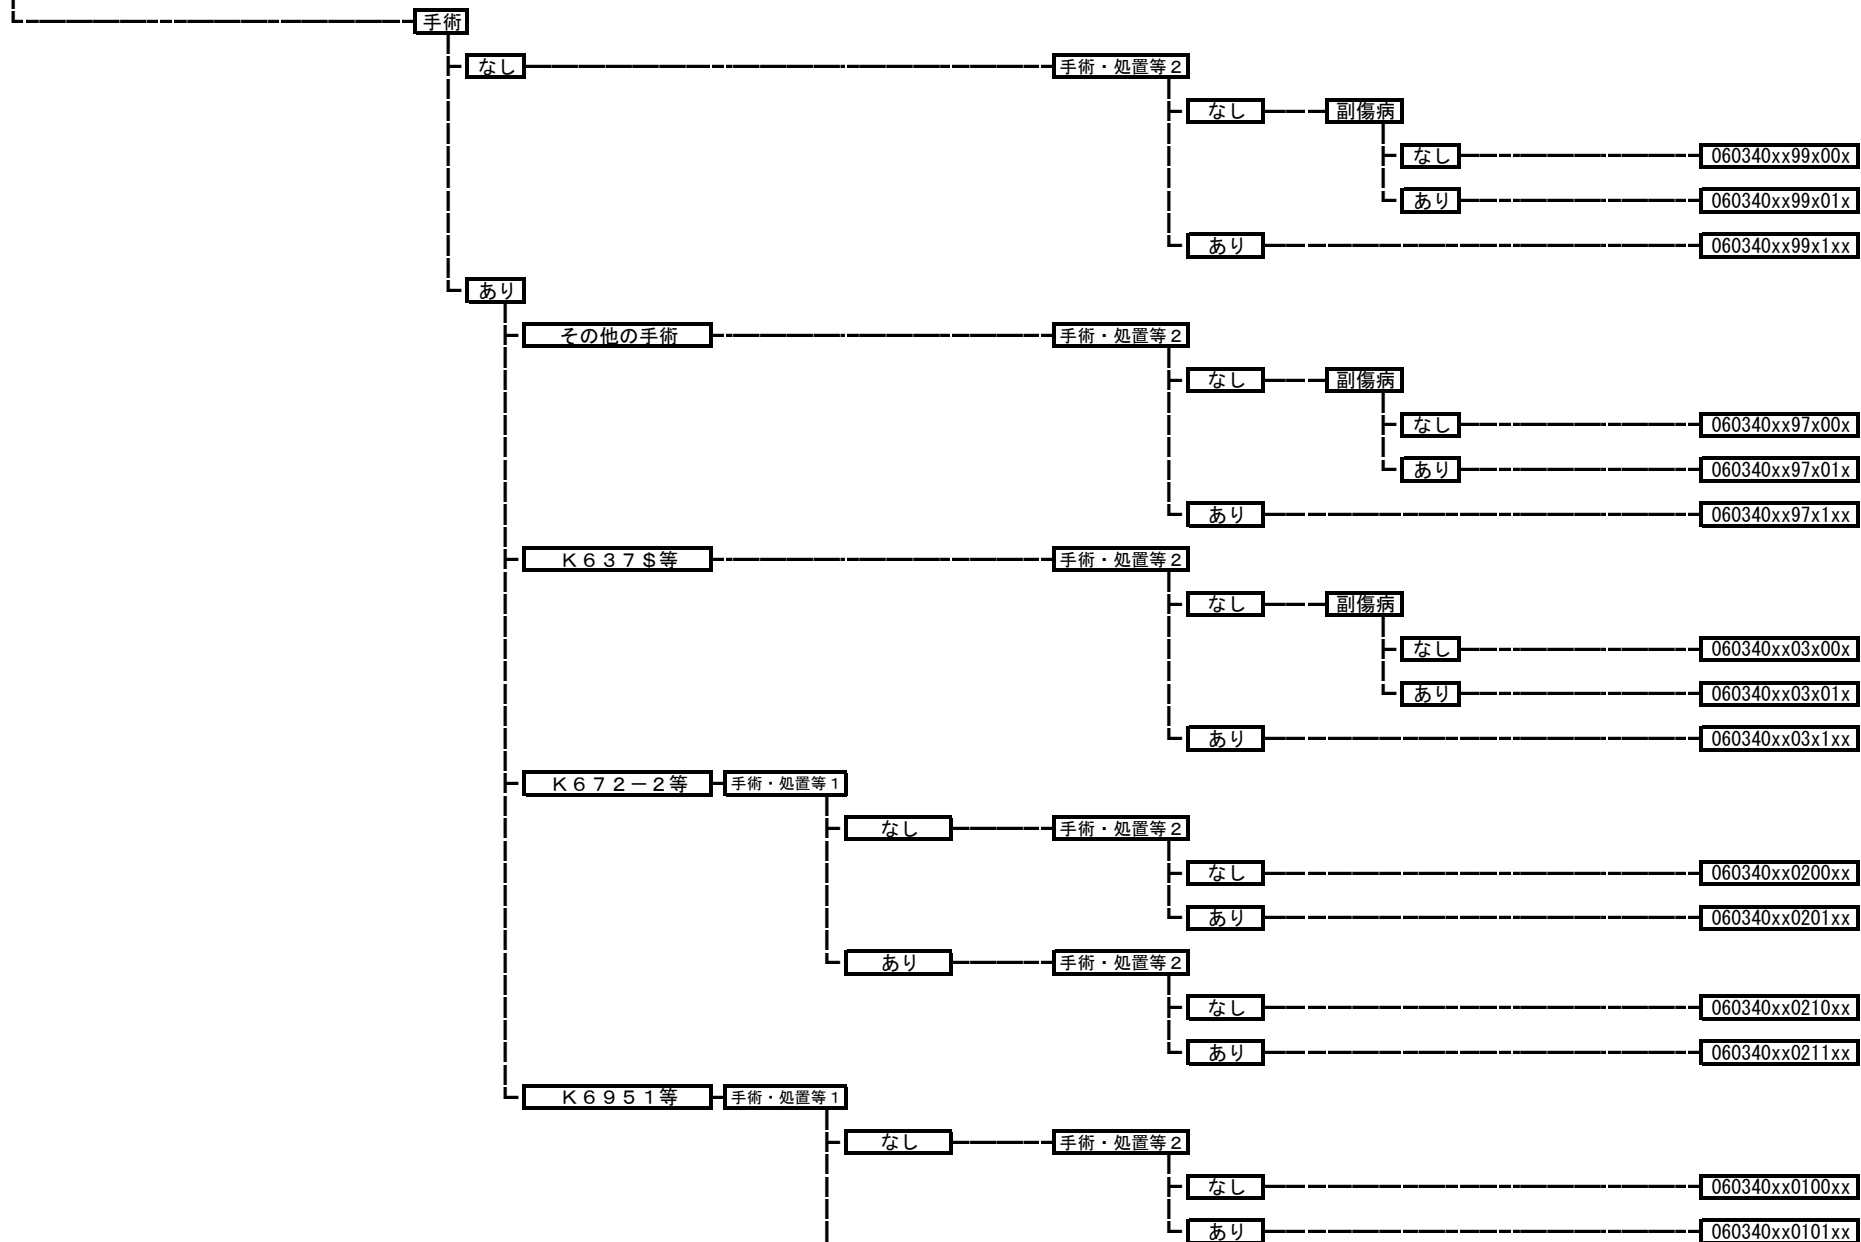 手術
なし 手術・処置等２
なし 副傷病
なし 060340xx99x00x
あり 060340xx99x01x
あり 060340xx99x1xx
あり
その他の手術 手術・処置等２
なし 副傷病
なし 060340xx97x00x
あり 060340xx97x01x
あり 060340xx97x1xx
Ｋ６３７＄等 手術・処置等２
なし 副傷病
なし 060340xx03x00x
あり 060340xx03x01x
あり 060340xx03x1xx
Ｋ６７２－２等 手術・処置等１
なし 手術・処置等２
なし 060340xx0200xx
あり 060340xx0201xx
あり 手術・処置等２
なし 060340xx0210xx
あり 060340xx0211xx
Ｋ６９５１等 手術・処置等１
なし 手術・処置等２
なし 060340xx0100xx
あり 060340xx0101xx